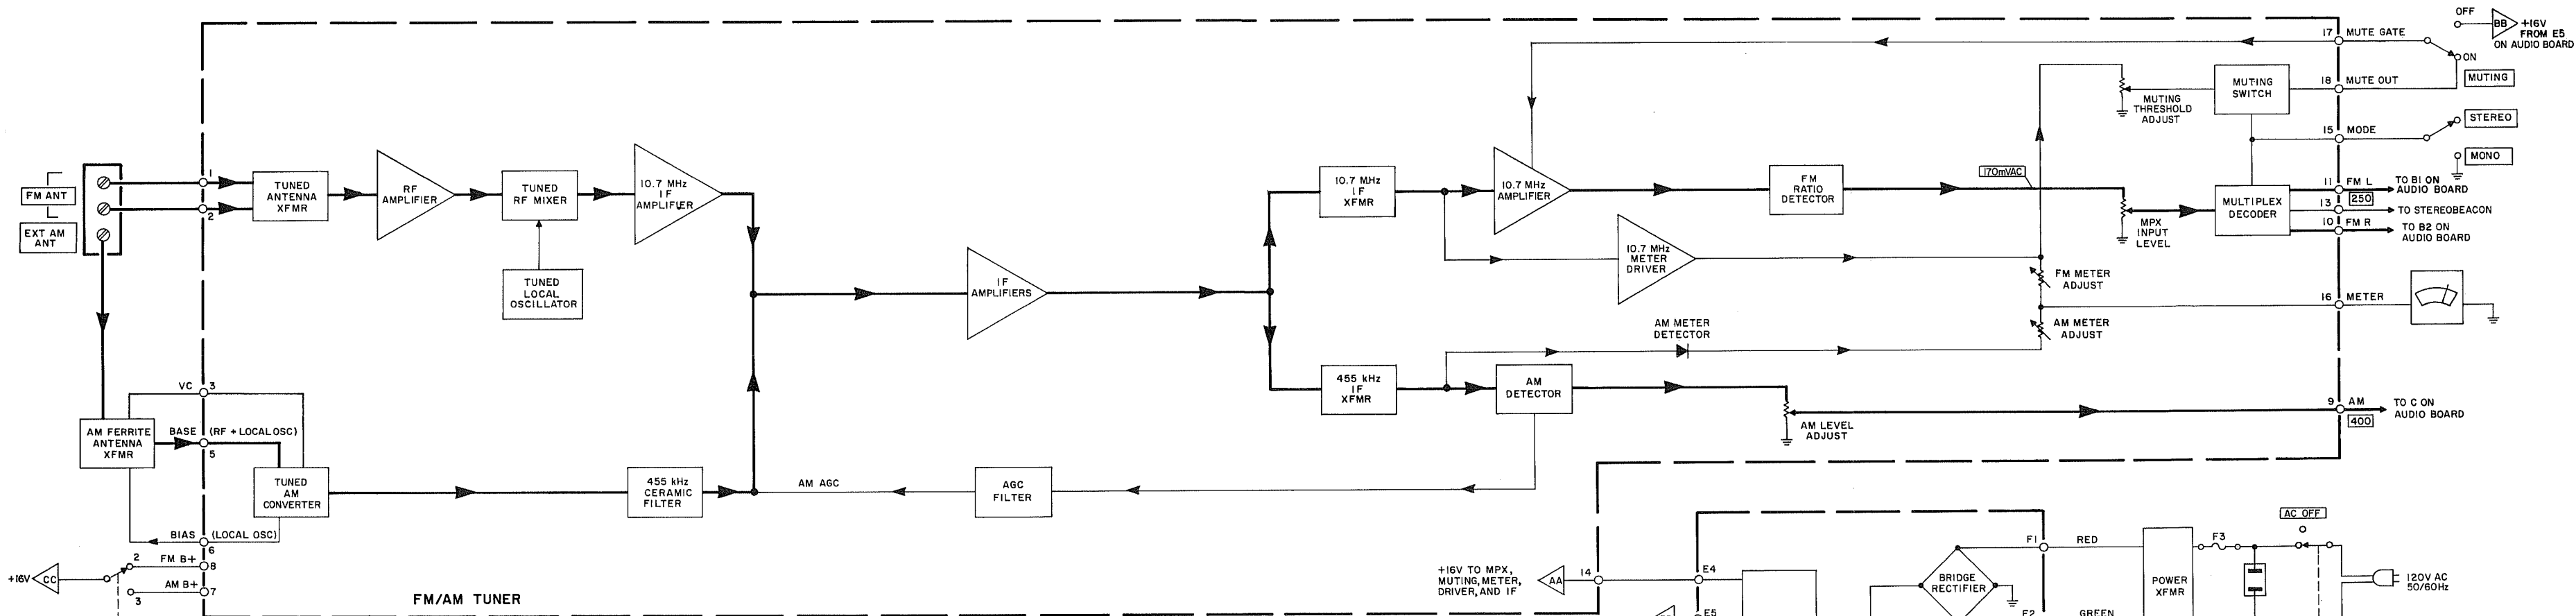 OFF
BB
+16V
FROM E5
ON AUDIO BOARD
17
MUTE GATE
ON
18
MUTE OUT
MUTING
MUTING
SWITCH
MUTING
THRESHOLD
ADJUST
15
MODE
STEREO
MONO
FM ANT
EXT AM
ANT
1
2
TUNED
ANTENNA
XFMR
RF
AMPLIFIER
TUNED
RF MIXER
10.7 MHz
IF
AMPLIFIER
TUNED
LOCAL
OSCILLATOR
IF
AMPLIFIERS
10.7 MHz
IF
XFMR
10.7 MHz
AMPLIFIER
FM
RATIO
DETECTOR
170mVAC
MPX
INPUT
LEVEL
MULTIPLEX
DECODER
11
FM L
250
TO B1 ON
AUDIO BOARD
13
TO STEREOBEACON
10
FM R
TO B2 ON
AUDIO BOARD
10.7 MHz
METER
DRIVER
FM METER
ADJUST
16
METER
AM METER
DETECTOR
AM METER
ADJUST
VC
3
AM FERRITE
ANTENNA
XFMR
BASE
(RF + LOCAL OSC)
5
TUNED
AM
CONVERTER
455 kHz
CERAMIC
FILTER
AM AGC
AGC
FILTER
455 kHz
IF
XFMR
AM
DETECTOR
AM LEVEL
ADJUST
9
AM
400
TO C ON
AUDIO BOARD
BIAS
(LOCAL OSC)
6
+16V
CC
2
FM B+
8
3
AM B+
7
FM/AM TUNER
+16V TO MPX,
MUTING, METER,
DRIVER, AND IF
AA
14
E4
E5
BRIDGE
RECTIFIER
F1
RED
F2
GREEN
POWER
XFMR
F3
AC OFF
120V AC
50/60Hz